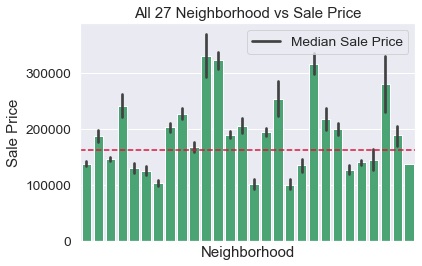 All 27 Neighborhood vs Sale Price
Median Sale Price
300000
200000
100000
0
Sale Price
Neighborhood